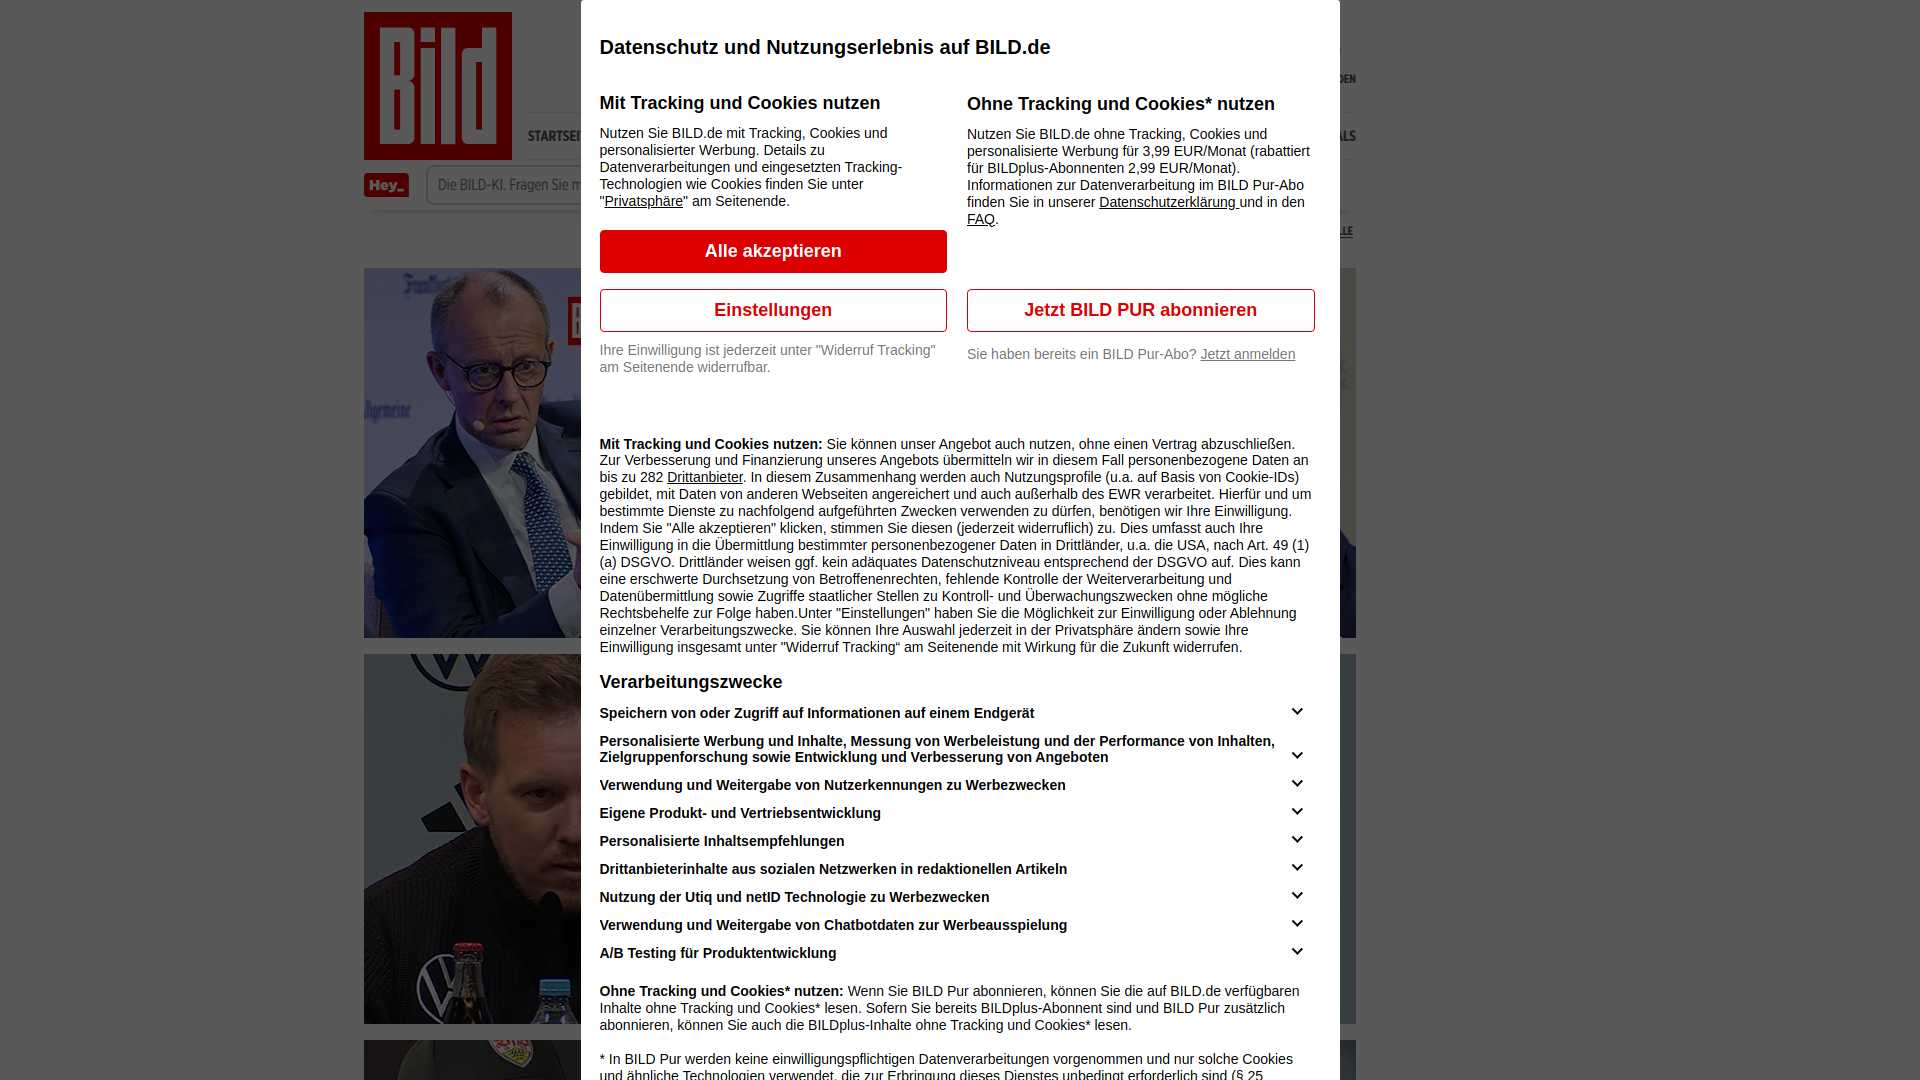 Bild
STARTSEI
Hey_
Die BILD-KI. Fragen Sie m
Datenschutz und Nutzungserlebnis auf BILD.de
Mit Tracking und Cookies nutzen
Nutzen Sie BILD.de mit Tracking, Cookies und
personalisierter Werbung. Details zu
Datenverarbeitungen und eingesetzten Tracking-
Technologien wie Cookies finden Sie unter
"Privatsphäre" am Seitenende.
Alle akzeptieren
Einstellungen
Ihre Einwilligung ist jederzeit unter "Widerruf Tracking"
am Seitenende widerrufbar.
Ohne Tracking und Cookies* nutzen
Nutzen Sie BILD.de ohne Tracking, Cookies und
personalisierte Werbung für 3,99 EUR/Monat (rabattiert
für BILDplus-Abonnenten 2,99 EUR/Monat).
Informationen zur Datenverarbeitung im BILD Pur-Abo
finden Sie in unserer Datenschutzerklärung und in den
FAQ.
Jetzt BILD PUR abonnieren
Sie haben bereits ein BILD Pur-Abo? Jetzt anmelden
Mit Tracking und Cookies nutzen: Sie können unser Angebot auch nutzen, ohne einen Vertrag abzuschließen.
Zur Verbesserung und Finanzierung unseres Angebots übermitteln wir in diesem Fall personenbezogene Daten an
bis zu 282 Drittanbieter. In diesem Zusammenhang werden auch Nutzungsprofile (u.a. auf Basis von Cookie-IDs)
gebildet, mit Daten von anderen Webseiten angereichert und auch außerhalb des EWR verarbeitet. Hierfür und um
bestimmte Dienste zu nachfolgend aufgeführten Zwecken verwenden zu dürfen, benötigen wir Ihre Einwilligung.
Indem Sie "Alle akzeptieren" klicken, stimmen Sie diesen (jederzeit widerruflich) zu. Dies umfasst auch Ihre
Einwilligung in die Übermittlung bestimmter personenbezogener Daten in Drittländer, u.a. die USA, nach Art. 49 (1)
(a) DSGVO. Drittländer weisen ggf. kein adäquates Datenschutzniveau entsprechend der DSGVO auf. Dies kann
eine erschwerte Durchsetzung von Betroffenenrechten, fehlende Kontrolle der Weiterverarbeitung und
Datenübermittlung sowie Zugriffe staatlicher Stellen zu Kontroll- und Überwachungszwecken ohne mögliche
Rechtsbehelfe zur Folge haben.Unter "Einstellungen" haben Sie die Möglichkeit zur Einwilligung oder Ablehnung
einzelner Verarbeitungszwecke. Sie können Ihre Auswahl jederzeit in der Privatsphäre ändern sowie Ihre
Einwilligung insgesamt unter "Widerruf Tracking“ am Seitenende mit Wirkung für die Zukunft widerrufen.
Verarbeitungszwecke
Speichern von oder Zugriff auf Informationen auf einem Endgerät
Personalisierte Werbung und Inhalte, Messung von Werbeleistung und der Performance von Inhalten,
Zielgruppenforschung sowie Entwicklung und Verbesserung von Angeboten
Verwendung und Weitergabe von Nutzerkennungen zu Werbezwecken
Eigene Produkt- und Vertriebsentwicklung
Personalisierte Inhaltsempfehlungen
Drittanbieterinhalte aus sozialen Netzwerken in redaktionellen Artikeln
Nutzung der Utiq und netID Technologie zu Werbezwecken
Verwendung und Weitergabe von Chatbotdaten zur Werbeausspielung
A/B Testing für Produktentwicklung
Ohne Tracking und Cookies* nutzen: Wenn Sie BILD Pur abonnieren, können Sie die auf BILD.de verfügbaren
Inhalte ohne Tracking und Cookies* lesen. Sofern Sie bereits BILDplus-Abonnent sind und BILD Pur zusätzlich
abonnieren, können Sie auch die BILDplus-Inhalte ohne Tracking und Cookies* lesen.
* In BILD Pur werden keine einwilligungspflichtigen Datenverarbeitungen vorgenommen und nur solche Cookies
und ähnliche Technologien verwendet, die zur Erbringung dieses Dienstes unbedingt erforderlich sind (§ 25